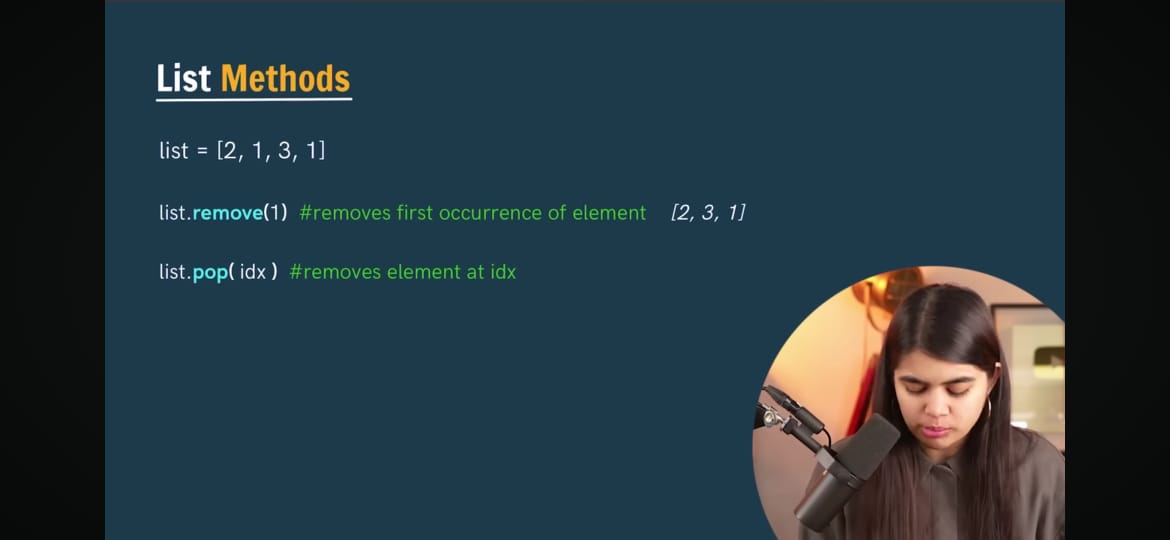 List Methods
list = [2, 1, 3, 1]
list.remove(1) #removes first occurrence of element [2, 3, 1]
list.pop( idx ) #removes element at idx